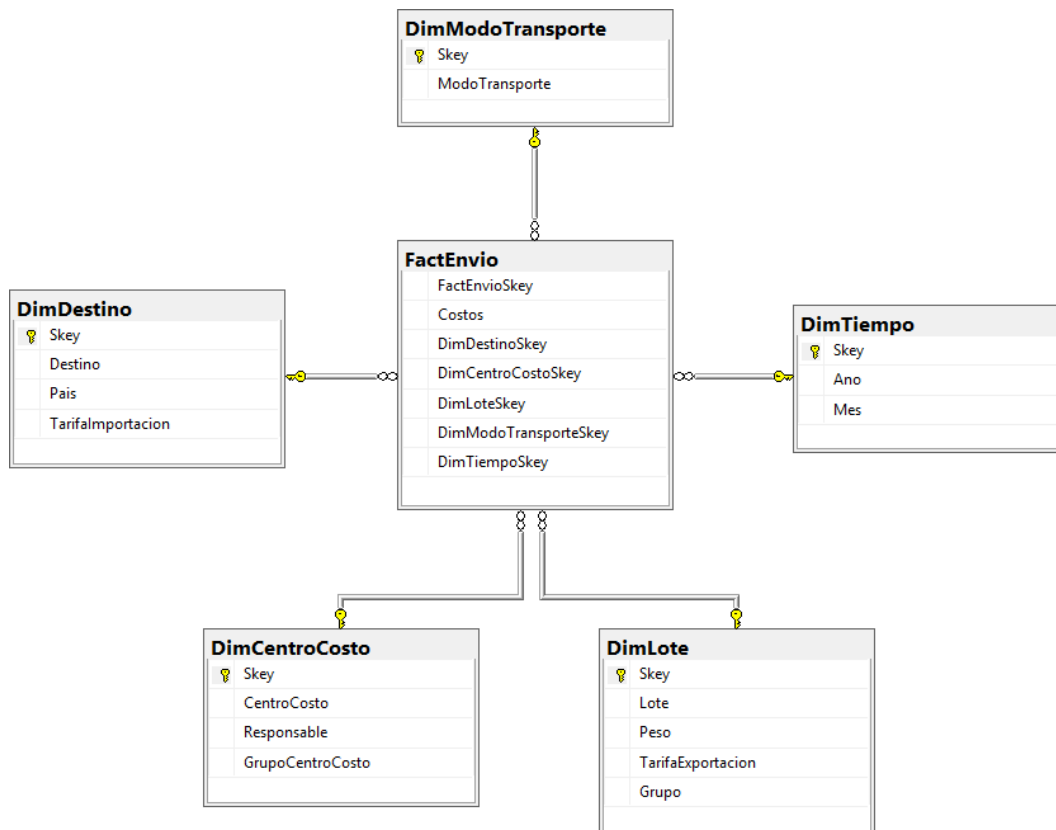 DimModoTransporte
Skey
ModoTransporte
FactEnvio
FactEnvioSkey
Costos
DimDestinoSkey
DimCentroCostoSkey
DimLoteSkey
DimModoTransporteSkey
DimTiempoSkey
DimDestino
Skey
Destino
Pais
TarifaImportacion
DimTiempo
Skey
Ano
Mes
DimCentroCosto
Skey
CentroCosto
Responsable
GrupoCentroCosto
DimLote
Skey
Lote
Peso
TarifaExportacion
Grupo